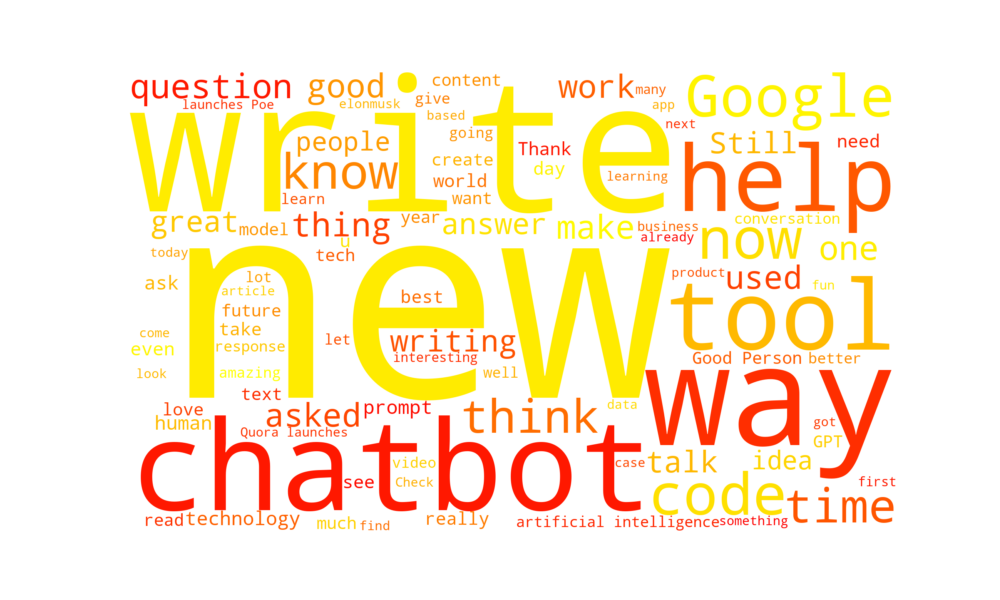 question
good
content
work
many
Google
launches Poe
elonmusk
give
app
write
based
next
going
people
Thank
Still
need
know
create
day
help
learn
world
learning
want
great
model
thing
year
answer
make
business
conversation
u
already
now
one
today
tech
new
ask
lot
product
used
fun
article
best
tool
future
come
take
let
writing
even
response
interesting
Good Person
better
look
amazing
well
way
text
love
asked
prompt
think
data
human
Quora launches
got
GPT
chatbot
video
case
talk
idea
see
Check
code
first
time
read
technology
much
find
really
artificial intelligence
something